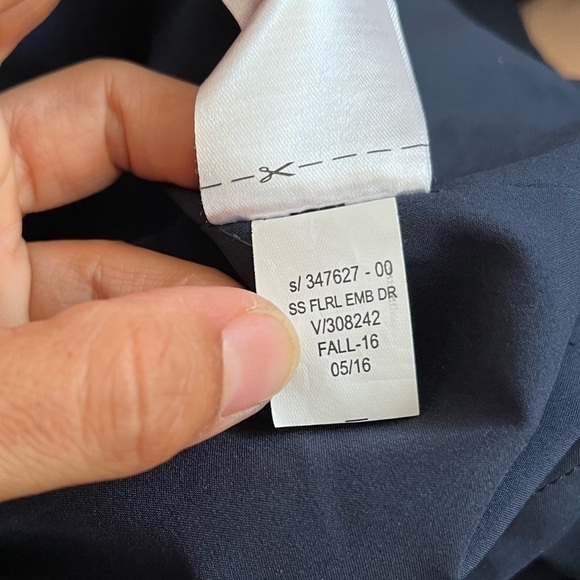 s/ 347627 - 00
SS FLRL EMB DR
V/308242
FALL-16
05/16